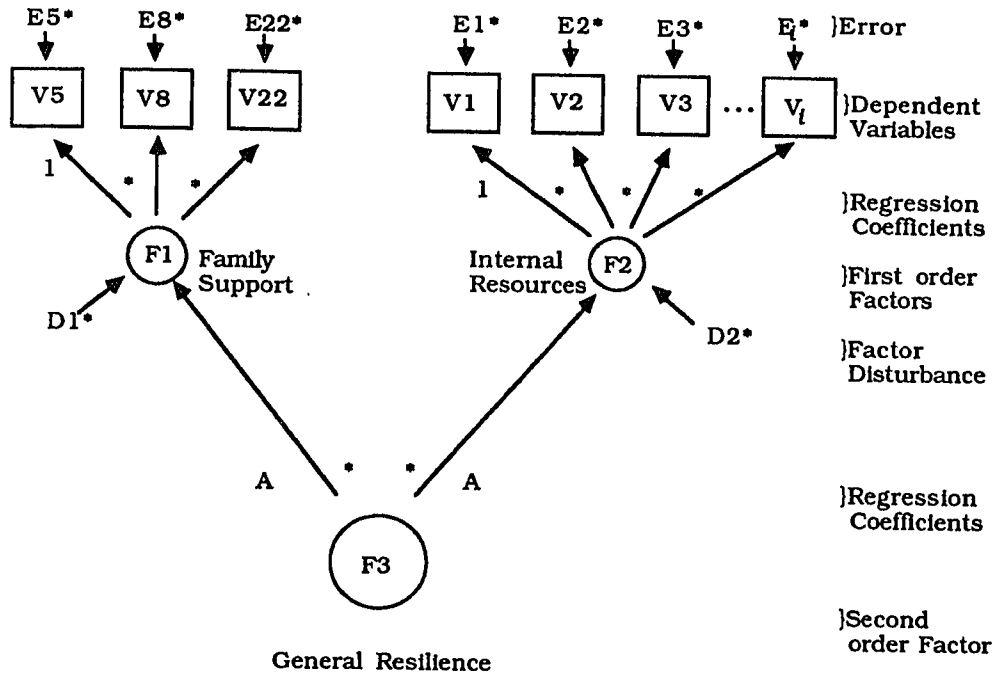 E5* E8* E22* E1* E2* E3* Ei* }Error
V5 V8 V22 V1 V2 V3 ... Vi }Dependent
Variables
1 * * 1 * * *
}Regression
Coefficients
F1 Family
Support
Internal
Resources F2
}First order
Factors
D1* D2*
}Factor
Disturbance
A * * A
}Regression
Coefficients
F3
}Second
order Factor
General Resilience